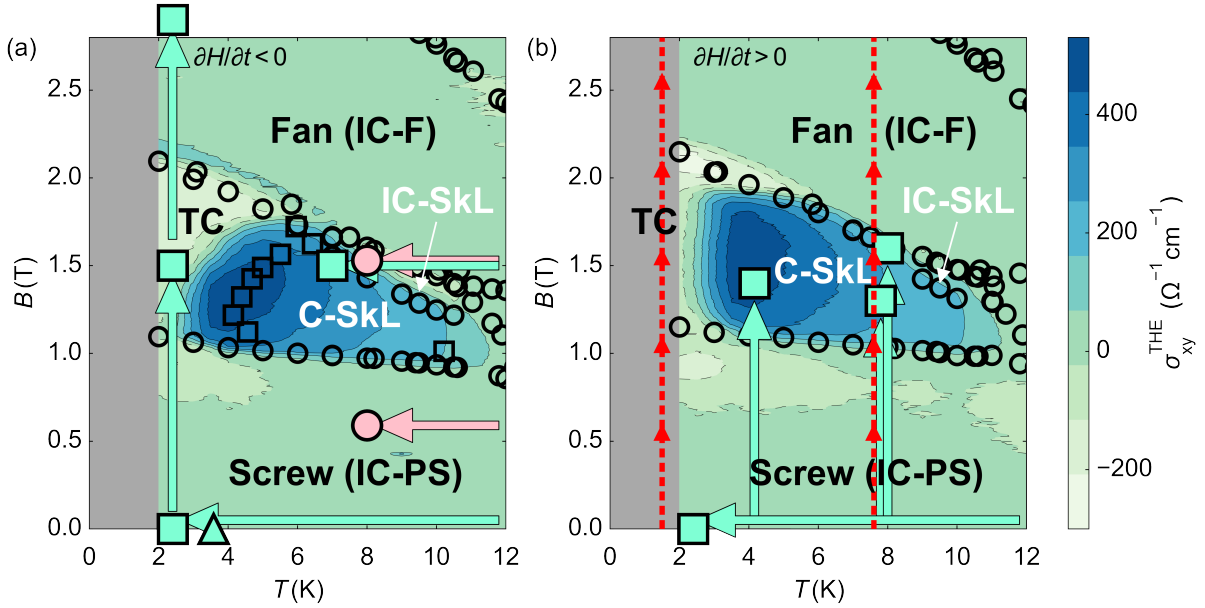 (a)
∂H/∂t < 0
2.5
2.0
1.5
1.0
0.5
0.0
B (T)
Fan (IC-F)
IC-SkL
TC
C-SkL
Screw (IC-PS)
0 2 4 6 8 10 12
T (K)
(b)
∂H/∂t > 0
Fan (IC-F)
IC-SkL
TC
C-SkL
Screw (IC-PS)
2.5
2.0
1.5
1.0
0.5
0.0
B (T)
0 2 4 6 8 10 12
T (K)
400
200
0
−200
σ_xy^THE (Ω⁻¹ cm⁻¹)